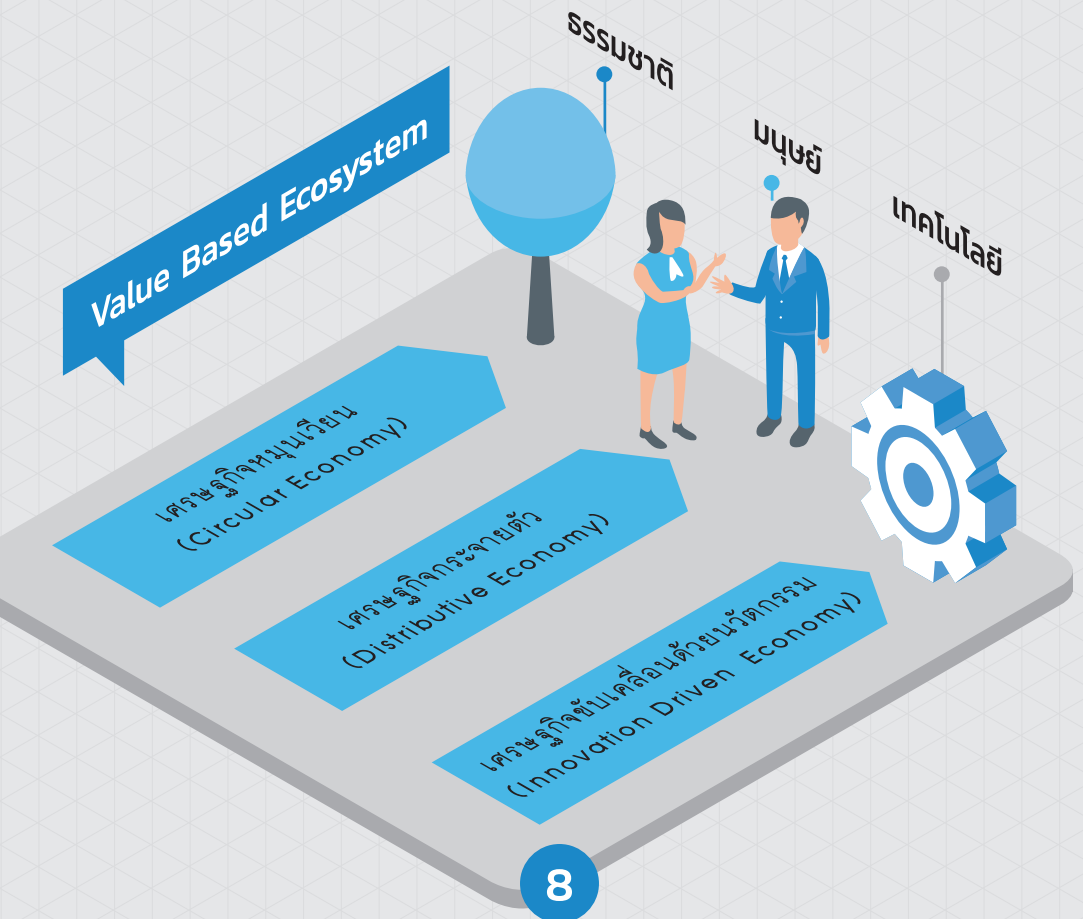 ธรรมชาติ
มนุษย์
เทคโนโลยี
Value Based Ecosystem
เศรษฐกิจหมุนเวียน
(Circular Economy)
เศรษฐกิจกระจายตัว
(Distributive Economy)
เศรษฐกิจขับเคลื่อนด้วยนวัตกรรม
(Innovation Driven Economy)
8